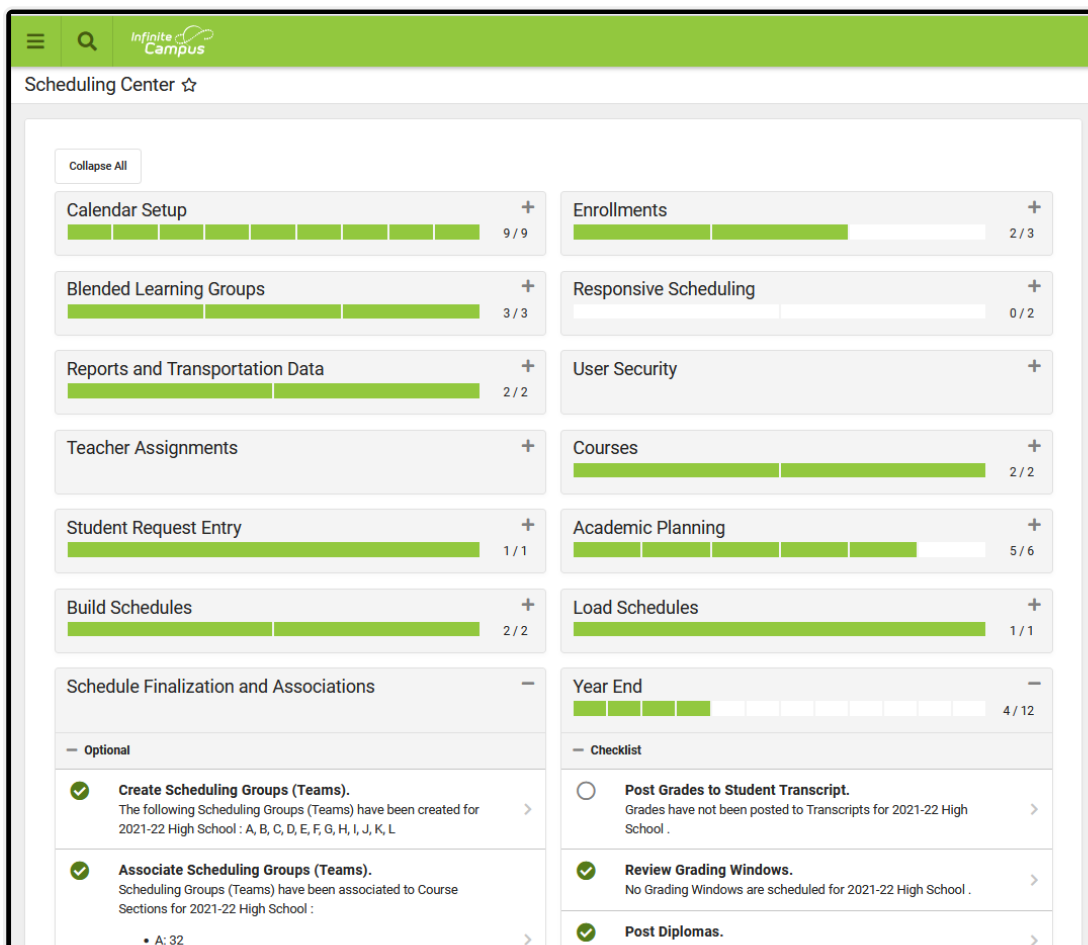 Infinite
Campus
Scheduling Center
Collapse All
Calendar Setup
9 / 9
Enrollments
2 / 3
Blended Learning Groups
3 / 3
Responsive Scheduling
0 / 2
Reports and Transportation Data
2 / 2
User Security
Teacher Assignments
Courses
2 / 2
Student Request Entry
1 / 1
Academic Planning
5 / 6
Build Schedules
2 / 2
Load Schedules
1 / 1
Schedule Finalization and Associations
Optional
Create Scheduling Groups (Teams).
The following Scheduling Groups (Teams) have been created for
2021-22 High School : A, B, C, D, E, F, G, H, I, J, K, L
Associate Scheduling Groups (Teams).
Scheduling Groups (Teams) have been associated to Course
Sections for 2021-22 High School :
• A: 32
Year End
4 / 12
Checklist
Post Grades to Student Transcript.
Grades have not been posted to Transcripts for 2021-22 High
School .
Review Grading Windows.
No Grading Windows are scheduled for 2021-22 High School .
Post Diplomas.